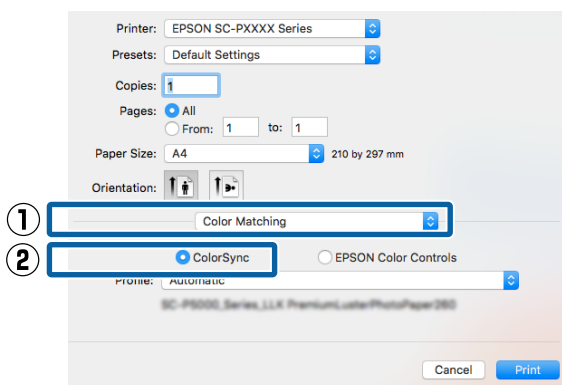 Printer: EPSON SC-PXXXX Series
Presets: Default Settings
Copies: 1
Pages: All
From: 1 to: 1
Paper Size: A4 210 by 297 mm
Orientation:
① Color Matching
② ColorSync EPSON Color Controls
Profile: Automatic
SC-P5000_Series_LLK PremiumLusterPhotoPaper260
Cancel Print